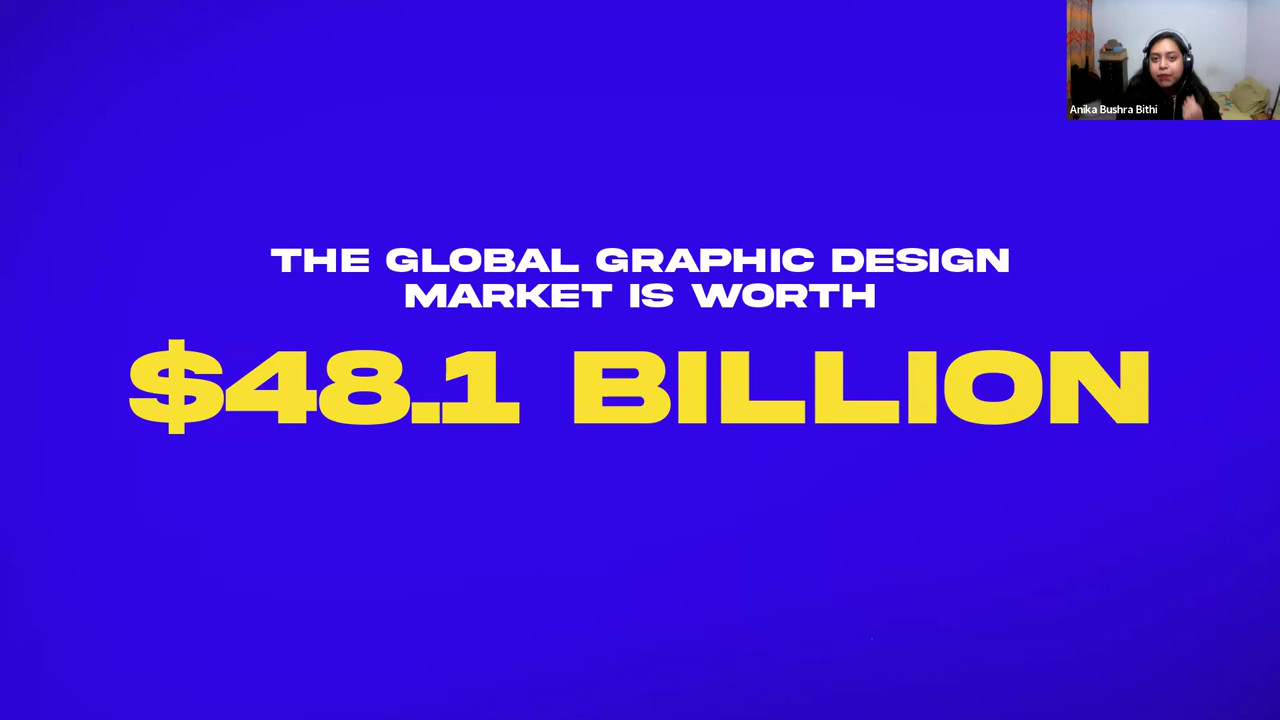 Anika Bushra Bithi
THE GLOBAL GRAPHIC DESIGN
MARKET IS WORTH
$48.1 BILLION